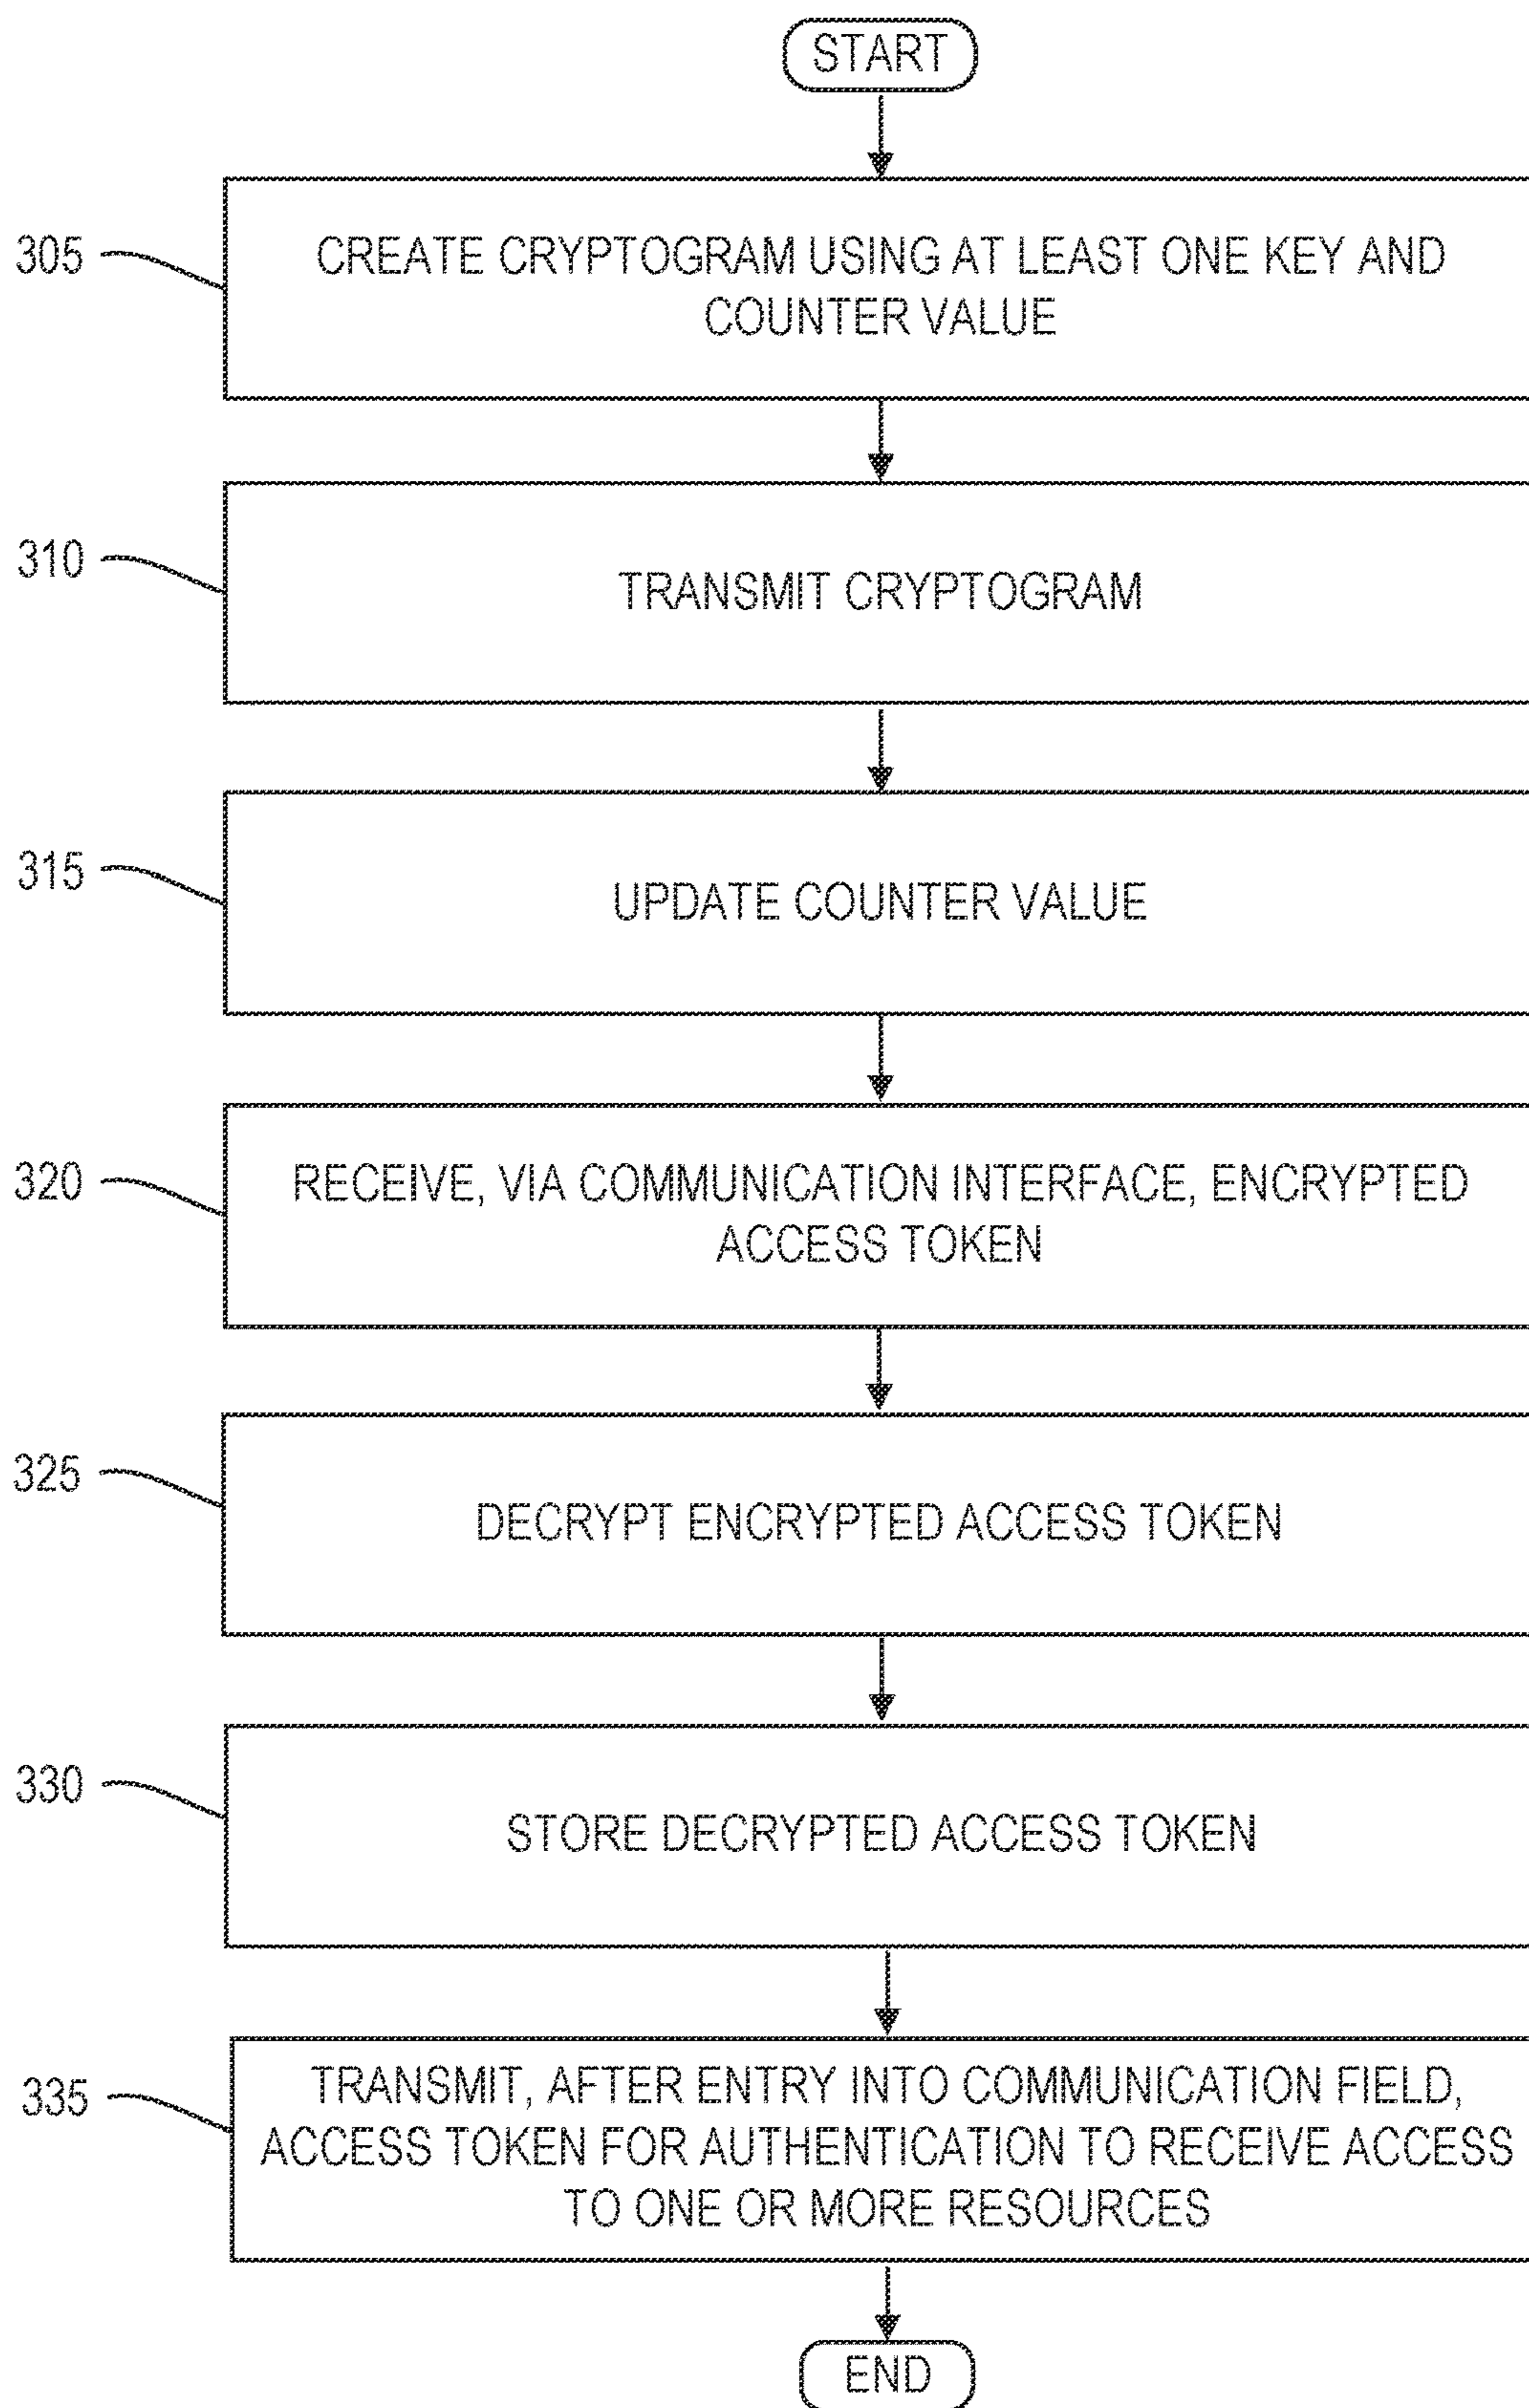 START
305
CREATE CRYPTOGRAM USING AT LEAST ONE KEY AND
COUNTER VALUE
310
TRANSMIT CRYPTOGRAM
315
UPDATE COUNTER VALUE
320
RECEIVE, VIA COMMUNICATION INTERFACE, ENCRYPTED
ACCESS TOKEN
325
DECRYPT ENCRYPTED ACCESS TOKEN
330
STORE DECRYPTED ACCESS TOKEN
335
TRANSMIT, AFTER ENTRY INTO COMMUNICATION FIELD,
ACCESS TOKEN FOR AUTHENTICATION TO RECEIVE ACCESS
TO ONE OR MORE RESOURCES
END